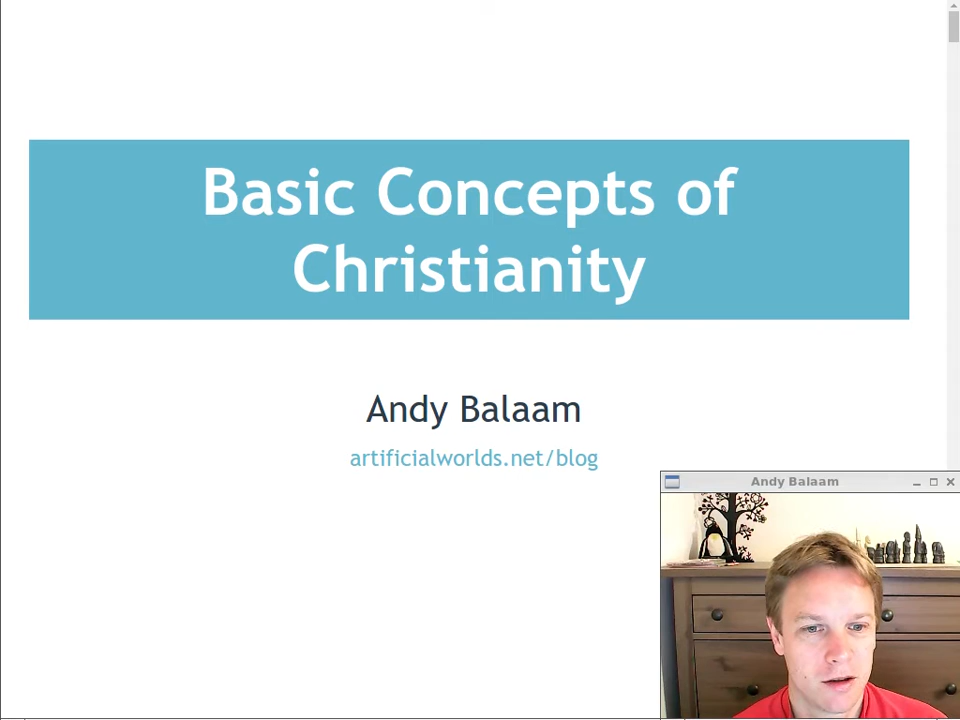 Basic Concepts of
Christianity
Andy Balaam
artificialworlds.net/blog
Andy Balaam